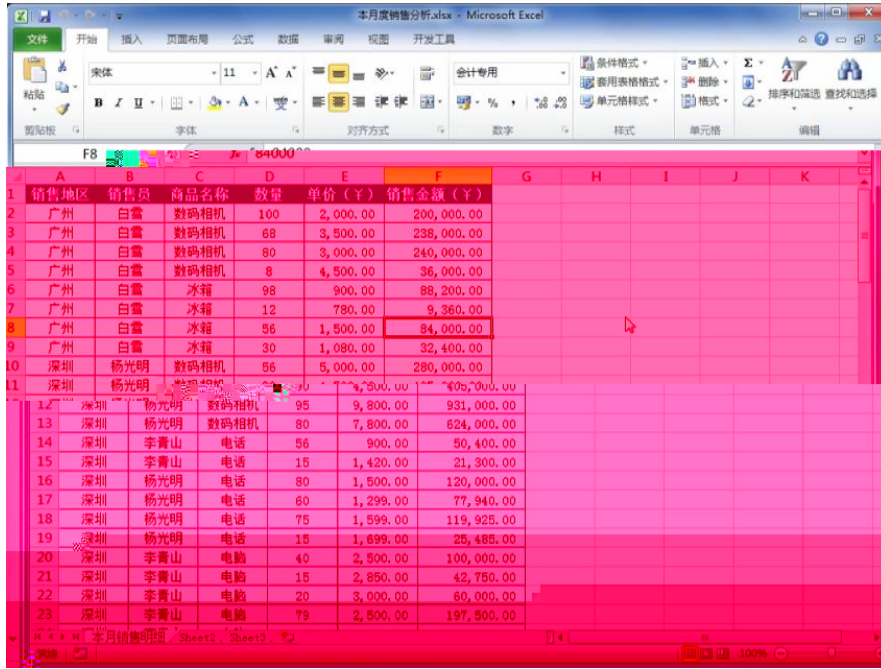 本月度销售分析.xlsx - Microsoft Excel
文件 开始 插入 页面布局 公式 数据 审阅 视图 开发工具
宋体 11 会计专用 条件格式 插入 Σ
粘贴 B I U A 变 % , 套用表格格式 删除 排序和筛选 查找和选择
单元格样式 格式
剪贴板 字体 对齐方式 数字 样式 单元格 编辑
F8 84000
A B C D E F G H I J K
1 销售地区 销售员 商品名称 数量 单价(¥) 销售金额(¥)
2 广州 白雪 数码相机 100 2,000.00 200,000.00
3 广州 白雪 数码相机 68 3,500.00 238,000.00
4 广州 白雪 数码相机 80 3,000.00 240,000.00
5 广州 白雪 数码相机 8 4,500.00 36,000.00
6 广州 白雪 冰箱 98 900.00 88,200.00
7 广州 白雪 冰箱 12 780.00 9,360.00
8 广州 白雪 冰箱 56 1,500.00 84,000.00
9 广州 白雪 冰箱 30 1,080.00 32,400.00
10 深圳 杨光明 数码相机 56 5,000.00 280,000.00
11 深圳 杨光明 数码相机 90 4,500.00 405,000.00
12 深圳 杨光明 数码相机 95 9,800.00 931,000.00
13 深圳 杨光明 数码相机 80 7,800.00 624,000.00
14 深圳 李青山 电话 56 900.00 50,400.00
15 深圳 李青山 电话 15 1,420.00 21,300.00
16 深圳 杨光明 电话 80 1,500.00 120,000.00
17 深圳 杨光明 电话 60 1,299.00 77,940.00
18 深圳 杨光明 电话 75 1,599.00 119,925.00
19 深圳 杨光明 电话 15 1,699.00 25,485.00
20 深圳 李青山 电脑 40 2,500.00 100,000.00
21 深圳 李青山 电脑 15 2,850.00 42,750.00
22 深圳 李青山 电脑 20 3,000.00 60,000.00
23 深圳 李青山 电脑 79 2,500.00 197,500.00
本月销售明细 Sheet2 Sheet3
就绪 100%